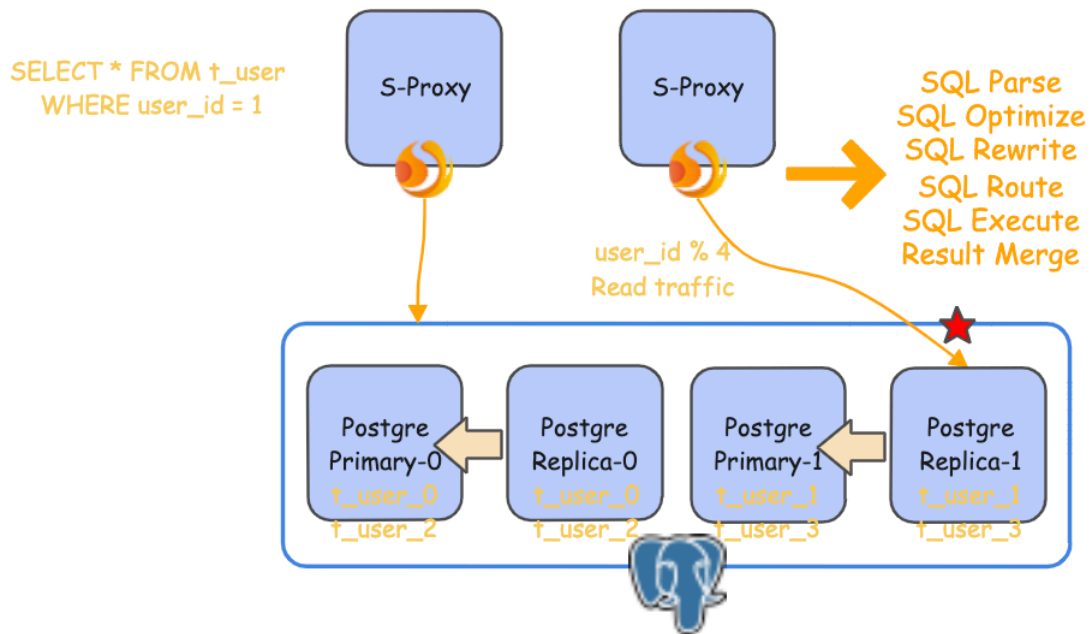 SELECT * FROM t_user
WHERE user_id = 1
S-Proxy
S-Proxy
SQL Parse
SQL Optimize
SQL Rewrite
SQL Route
SQL Execute
Result Merge
user_id % 4
Read traffic
Postgre
Primary-0
t_user_0
t_user_2
Postgre
Replica-0
t_user_0
t_user_2
Postgre
Primary-1
t_user_1
t_user_3
Postgre
Replica-1
t_user_1
t_user_3